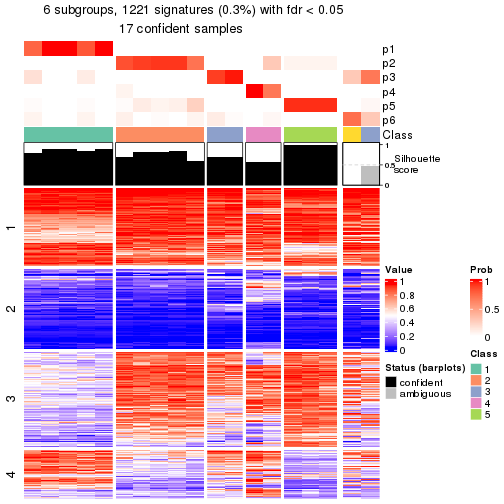 6 subgroups, 1221 signatures (0.3%) with fdr < 0.05
17 confident samples
p1
p2
p3
p4
p5
p6
Class
1
0.5
0
Silhouette
score
1
2
3
4
Value
1
0.8
0.6
0.4
0.2
0
Status (barplots)
confident
ambiguous
Prob
1
0.5
0
Class
1
2
3
4
5